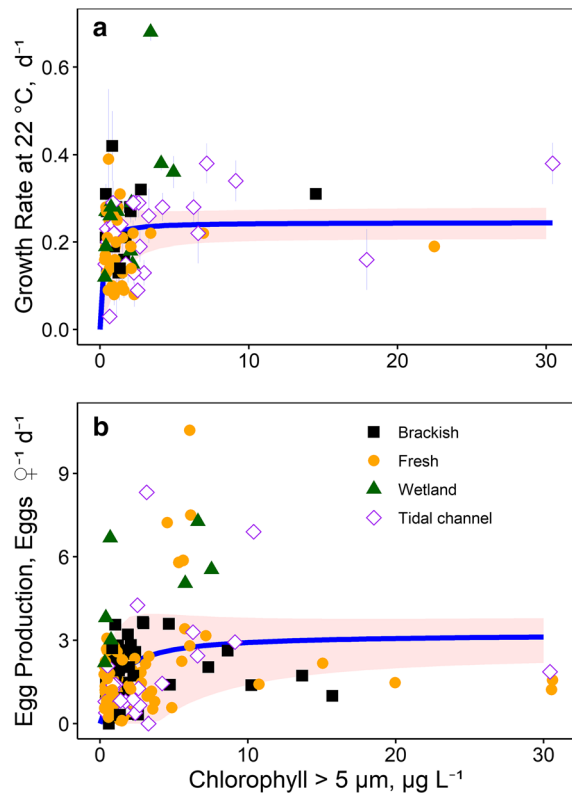 a
Growth Rate at 22 °C, d⁻¹
0.6
0.4
0.2
0.0
0 10 20 30
b
Egg Production, Eggs ♀⁻¹ d⁻¹
Brackish
Fresh
Wetland
Tidal channel
9
6
3
0
0 10 20 30
Chlorophyll > 5 µm, µg L⁻¹